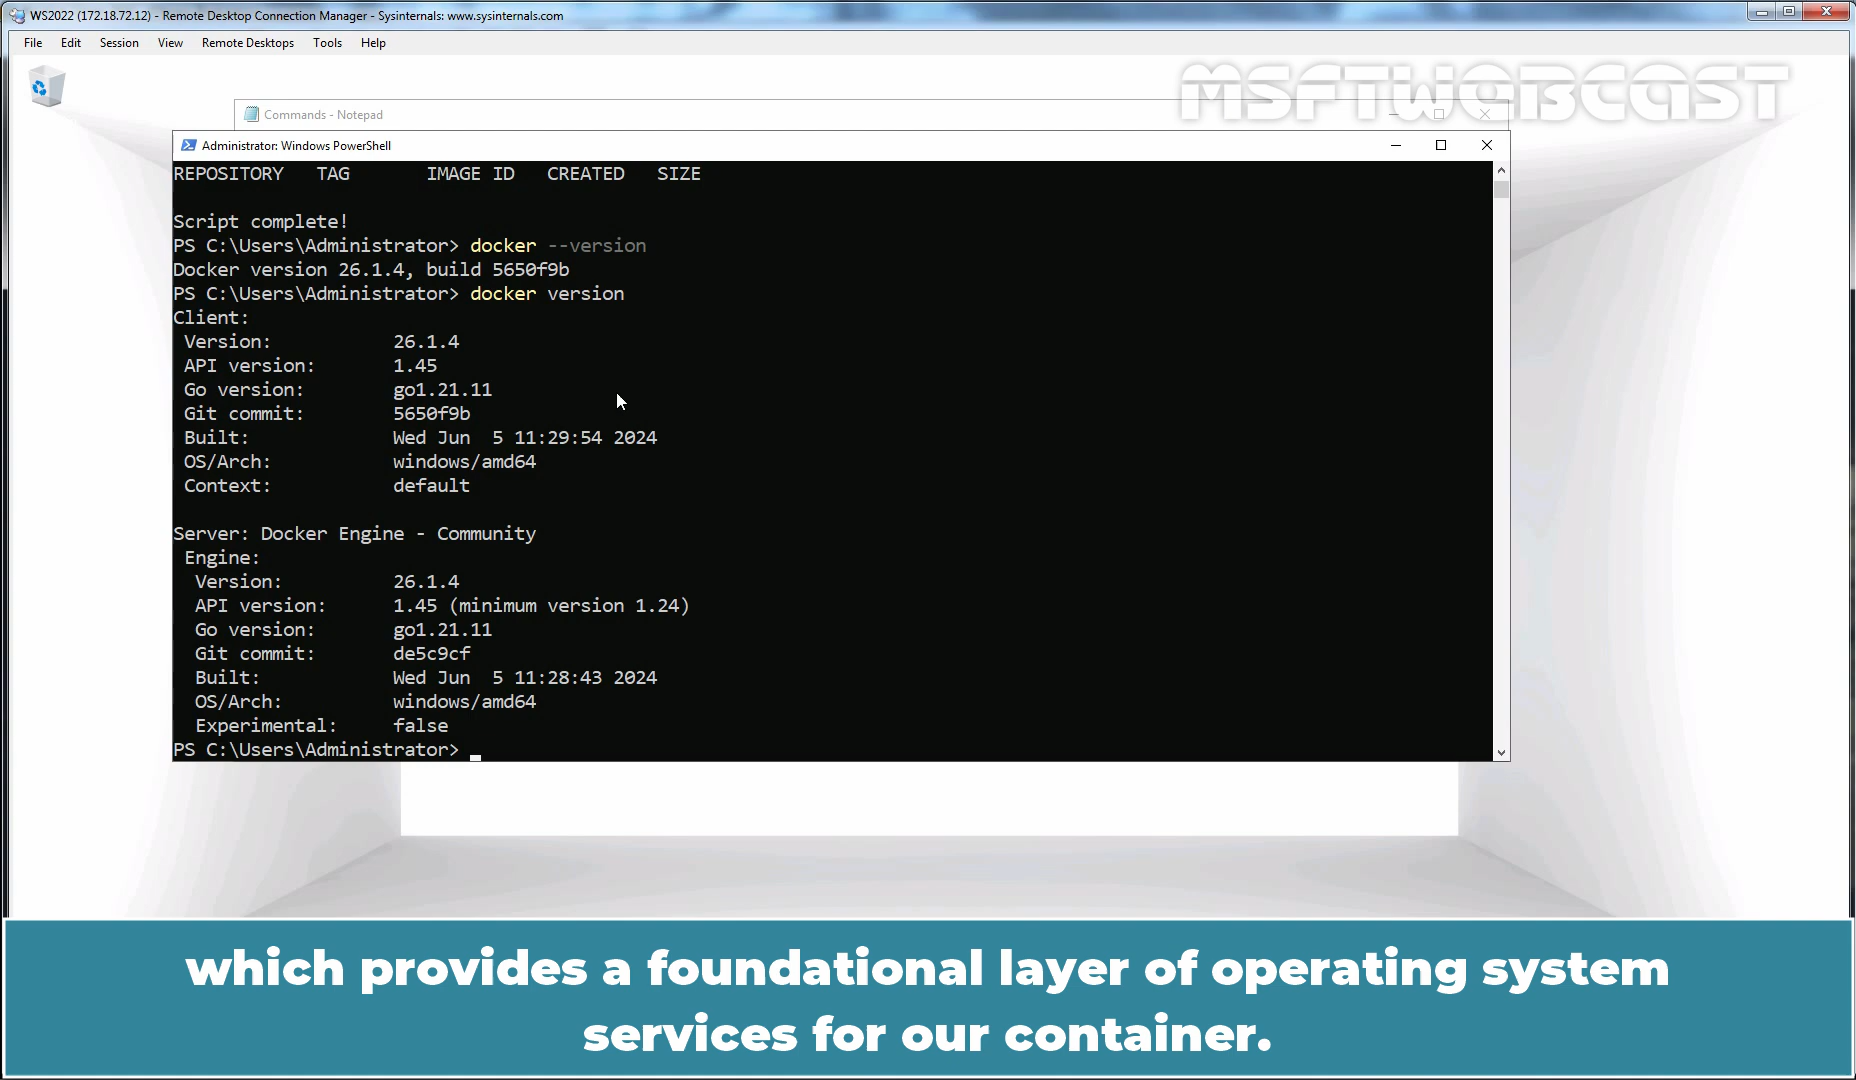 WS2022 (172.18.72.12) - Remote Desktop Connection Manager - Sysinternals: www.sysinternals.com
File Edit Session View Remote Desktops Tools Help
MSFTWEBCAST
Commands - Notepad
Administrator: Windows PowerShell
REPOSITORY TAG IMAGE ID CREATED SIZE
Script complete!
PS C:\Users\Administrator> docker --version
Docker version 26.1.4, build 5650f9b
PS C:\Users\Administrator> docker version
Client:
Version: 26.1.4
API version: 1.45
Go version: go1.21.11
Git commit: 5650f9b
Built: Wed Jun 5 11:29:54 2024
OS/Arch: windows/amd64
Context: default
Server: Docker Engine - Community
Engine:
Version: 26.1.4
API version: 1.45 (minimum version 1.24)
Go version: go1.21.11
Git commit: de5c9cf
Built: Wed Jun 5 11:28:43 2024
OS/Arch: windows/amd64
Experimental: false
PS C:\Users\Administrator>
which provides a foundational layer of operating system
services for our container.